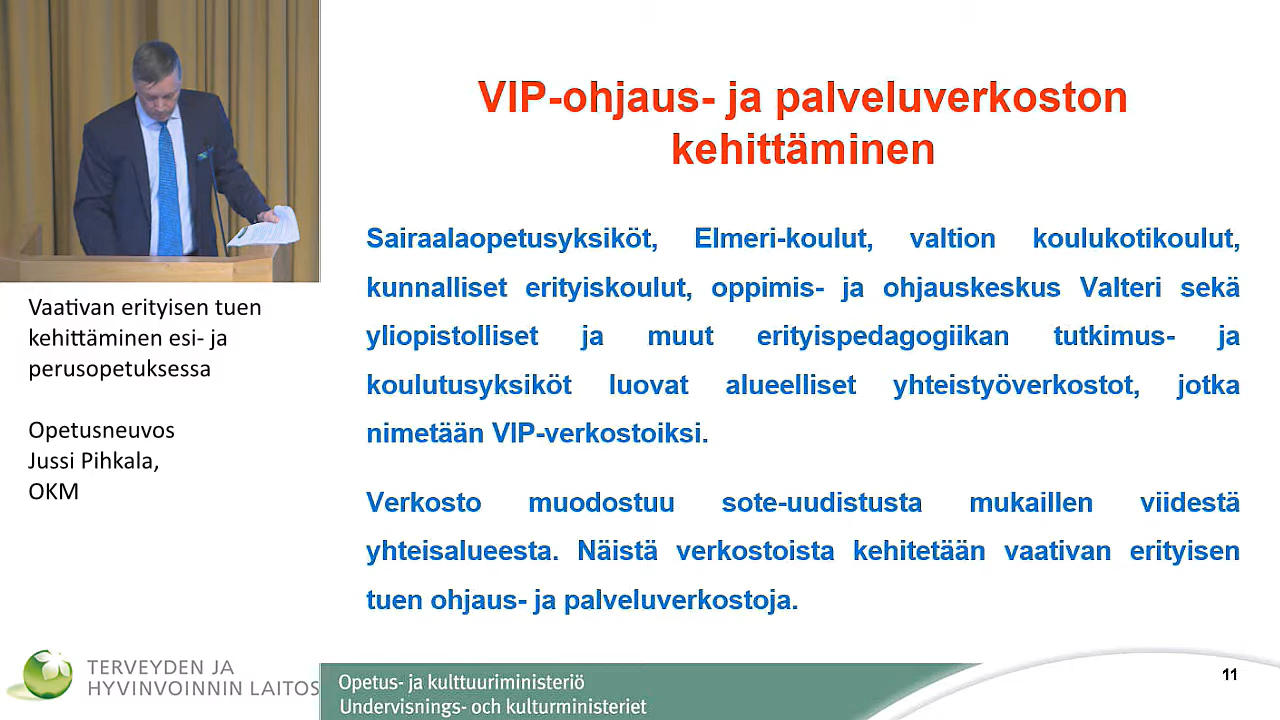 VIP-ohjaus- ja palveluverkoston
kehittäminen
Sairaalaopetusyksiköt, Elmeri-koulut, valtion koulukotikoulut,
kunnalliset erityiskoulut, oppimis- ja ohjauskeskus Valteri sekä
yliopistolliset ja muut erityispedagogiikan tutkimus- ja
koulutusyksiköt luovat alueelliset yhteistyöverkostot, jotka
nimetään VIP-verkostoiksi.
Verkosto muodostuu sote-uudistusta mukaillen viidestä
yhteisalueesta. Näistä verkostoista kehitetään vaativan erityisen
tuen ohjaus- ja palveluverkostoja.
Vaativan erityisen tuen
kehittäminen esi- ja
perusopetuksessa
Opetusneuvos
Jussi Pihkala,
OKM
TERVEYDEN JA
HYVINVOINNIN LAITOS
Opetus- ja kulttuuriministeriö
Undervisnings- och kulturministeriet
11